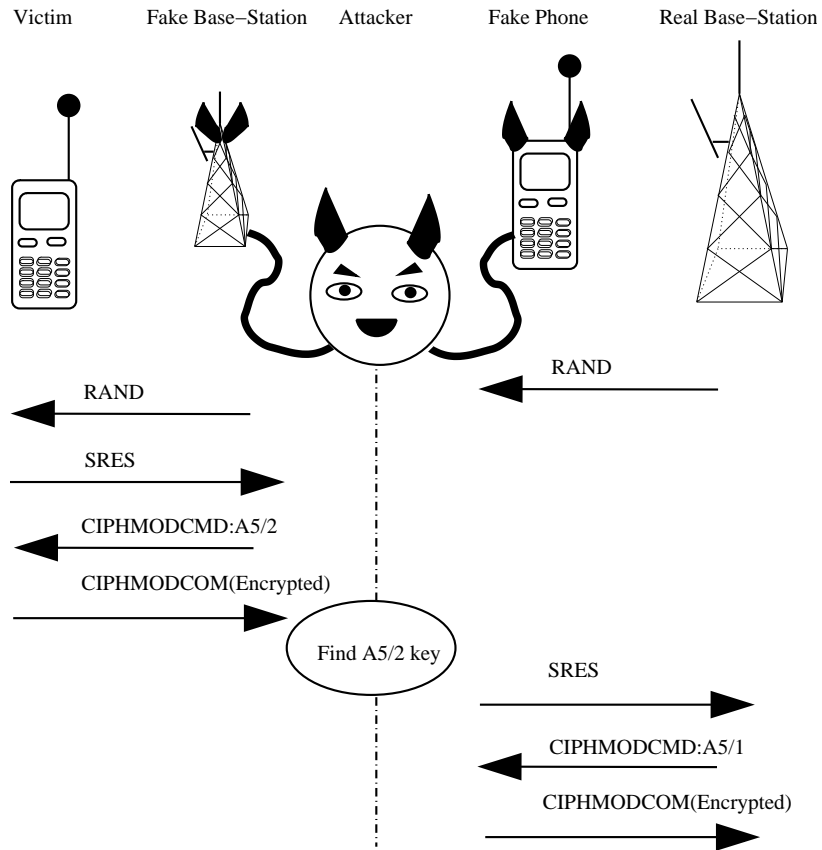 Victim
Fake Base−Station
Attacker
Fake Phone
Real Base−Station
RAND
RAND
SRES
CIPHMODCMD:A5/2
CIPHMODCOM(Encrypted)
Find A5/2 key
SRES
CIPHMODCMD:A5/1
CIPHMODCOM(Encrypted)